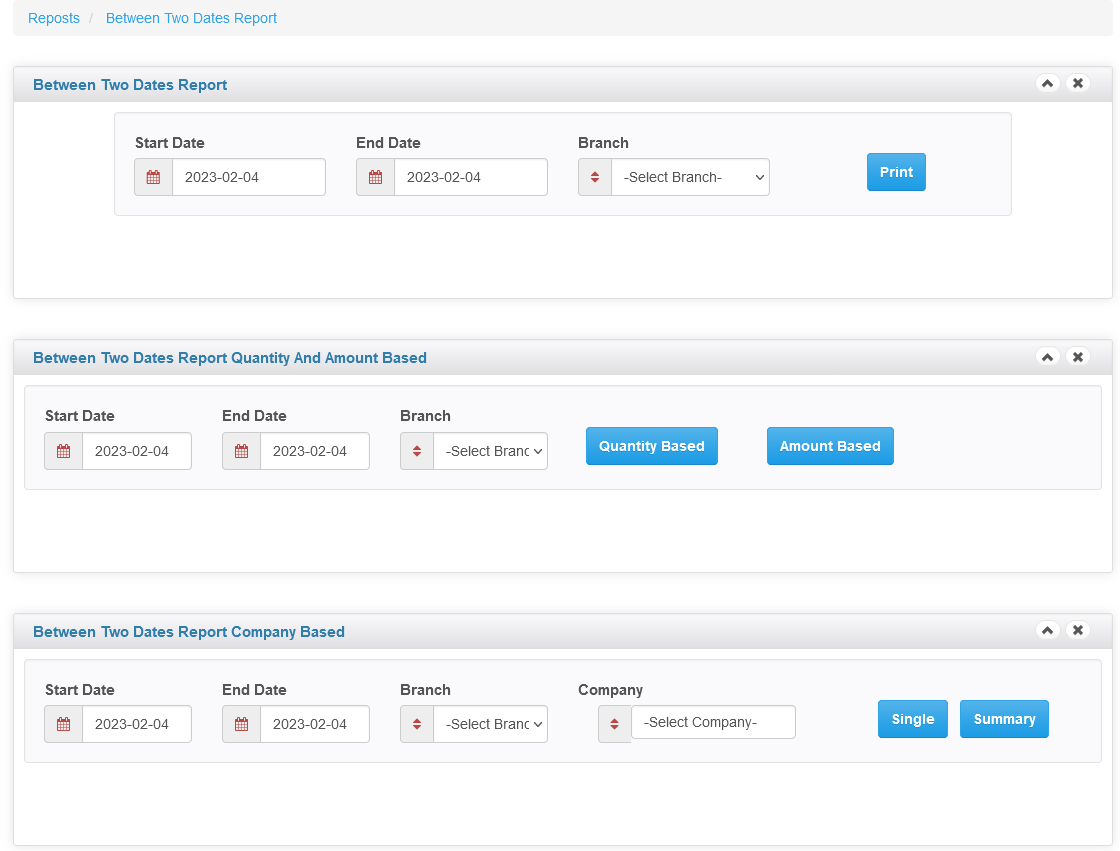 Reposts / Between Two Dates Report
Between Two Dates Report
Start Date End Date Branch
2023-02-04 2023-02-04 -Select Branch- Print
Between Two Dates Report Quantity And Amount Based
Start Date End Date Branch
2023-02-04 2023-02-04 -Select Branc Quantity Based Amount Based
Between Two Dates Report Company Based
Start Date End Date Branch Company
2023-02-04 2023-02-04 -Select Branc -Select Company- Single Summary